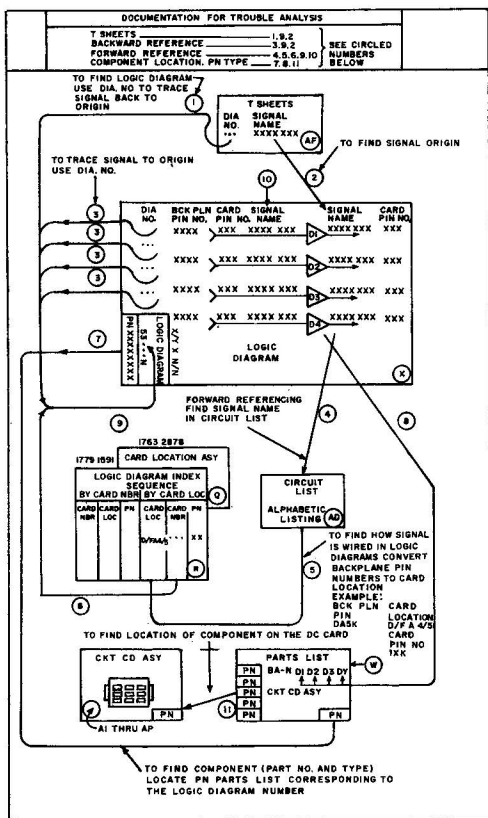 DOCUMENTATION FOR TROUBLE ANALYSIS
T SHEETS 1.9.2
BACKWARD REFERENCE 3.9.2
FORWARD REFERENCE 4.5.6.9.10
COMPONENT LOCATION. PN TYPE 7.8.11
SEE CIRCLED
NUMBERS
BELOW
TO FIND LOGIC DIAGRAM
USE DIA. NO TO TRACE
SIGNAL BACK TO
ORIGIN
1
T SHEETS
DIA SIGNAL
NO. NAME
... XXXX XXX
AF
TO FIND SIGNAL ORIGIN
2
TO TRACE SIGNAL TO ORIGIN
USE DIA. NO.
10
DIA BCK PLN CARD SIGNAL SIGNAL CARD
NO. PIN NO. PIN NO. NAME NAME PIN NO.
3 ... XXXX XXX XXXX XXX D1 XXXX XXX XXX
3 ... XXXX XXX XXXX XXX D2 XXXX XXX XXX
3 ... XXXX XXX XXXX XXX D3 XXXX XXX XXX
3 ... XXXX XXX XXXX XXX D4 XXXX XXX XXX
7
PN XXXXXXXX
LOGIC DIAGRAM
X/Y X N/N
LOGIC
DIAGRAM
X
9
FORWARD REFERENCING
FIND SIGNAL NAME
IN CIRCUIT LIST
4
8
1763 2878
1779 1591 CARD LOCATION ASY
LOGIC DIAGRAM INDEX
SEQUENCE
BY CARD NBR BY CARD LOC
Q
CARD NBR CARD LOC PN CARD LOC CARD NBR PN
D/FA4/5 ... XX
R
CIRCUIT
LIST
ALPHABETIC
LISTING
AD
5
TO FIND HOW SIGNAL
IS WIRED IN LOGIC
DIAGRAMS CONVERT
BACKPLANE PIN
NUMBERS TO CARD
LOCATION
EXAMPLE:
BCK PLN CARD
PIN LOCATION
DA5K D/F A 4/5
CARD
PIN NO
1XK
6
TO FIND LOCATION OF COMPONENT ON THE DC CARD
CKT CD ASY
PN
A1 THRU AP
PARTS LIST
W
PN BA-N D1 D2 D3 DY
PN
PN CKT CD ASY
PN
PN PN
11
TO FIND COMPONENT (PART NO. AND TYPE)
LOCATE PN PARTS LIST CORRESPONDING TO
THE LOGIC DIAGRAM NUMBER